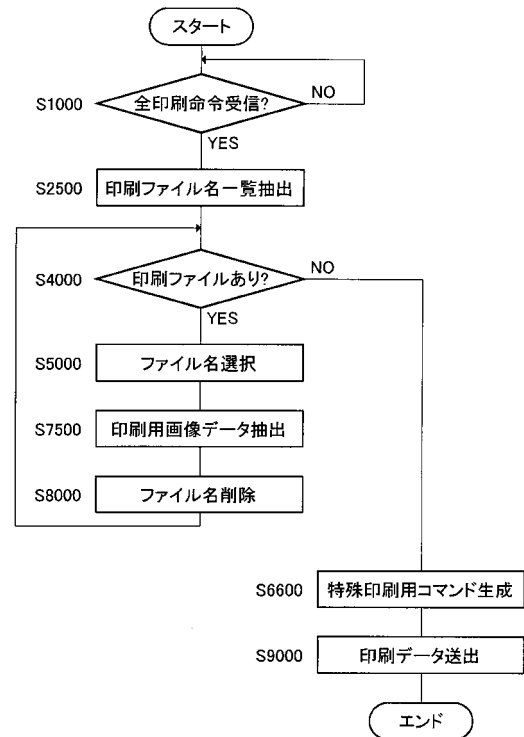 スタート
S1000
全印刷命令受信?
NO
YES
S2500
印刷ファイル名一覧抽出
S4000
印刷ファイルあり?
NO
YES
S5000
ファイル名選択
S7500
印刷用画像データ抽出
S8000
ファイル名削除
S6600
特殊印刷用コマンド生成
S9000
印刷データ送出
エンド